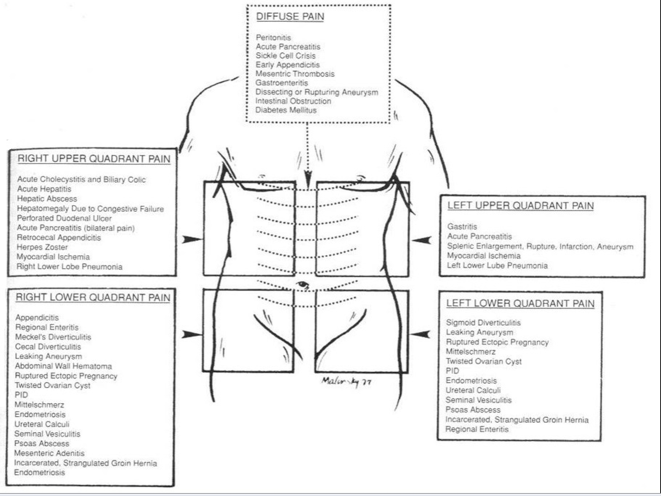 DIFFUSE PAIN
Peritonitis
Acute Pancreatitis
Sickle Cell Crisis
Early Appendicitis
Mesentric Thrombosis
Gastroenteritis
Dissecting or Rupturing Aneurysm
Intestinal Obstruction
Diabetes Mellitus
RIGHT UPPER QUADRANT PAIN
Acute Cholecystitis and Biliary Colic
Acute Hepatitis
Hepatic Abscess
Hepatomegaly Due to Congestive Failure
Perforated Duodenal Ulcer
Acute Pancreatitis (bilateral pain)
Retrocecal Appendicitis
Herpes Zoster
Myocardial Ischemia
Right Lower Lobe Pneumonia
LEFT UPPER QUADRANT PAIN
Gastritis
Acute Pancreatitis
Splenic Enlargement, Rupture, Infarction, Aneurysm
Myocardial Ischemia
Left Lower Lube Pneumonia
RIGHT LOWER QUADRANT PAIN
Appendicitis
Regional Enteritis
Meckel's Diverticulitis
Cecal Diverticulitis
Leaking Aneurysm
Abdominal Wall Hematoma
Ruptured Ectopic Pregnancy
Twisted Ovarian Cyst
PID
Mittelschmerz
Endometriosis
Ureteral Calculi
Seminal Vesiculitis
Psoas Abscess
Mesenteric Adenitis
Incarcerated, Strangulated Groin Hernia
Endometriosis
LEFT LOWER QUADRANT PAIN
Sigmoid Diverticulitis
Leaking Aneurysm
Ruptured Ectopic Pregnancy
Mittelschmerz
Twisted Ovarian Cyst
PID
Endometriosis
Ureteral Calculi
Seminal Vesiculitis
Psoas Abscess
Incarcerated, Strangulated Groin Hernia
Regional Enteritis
77